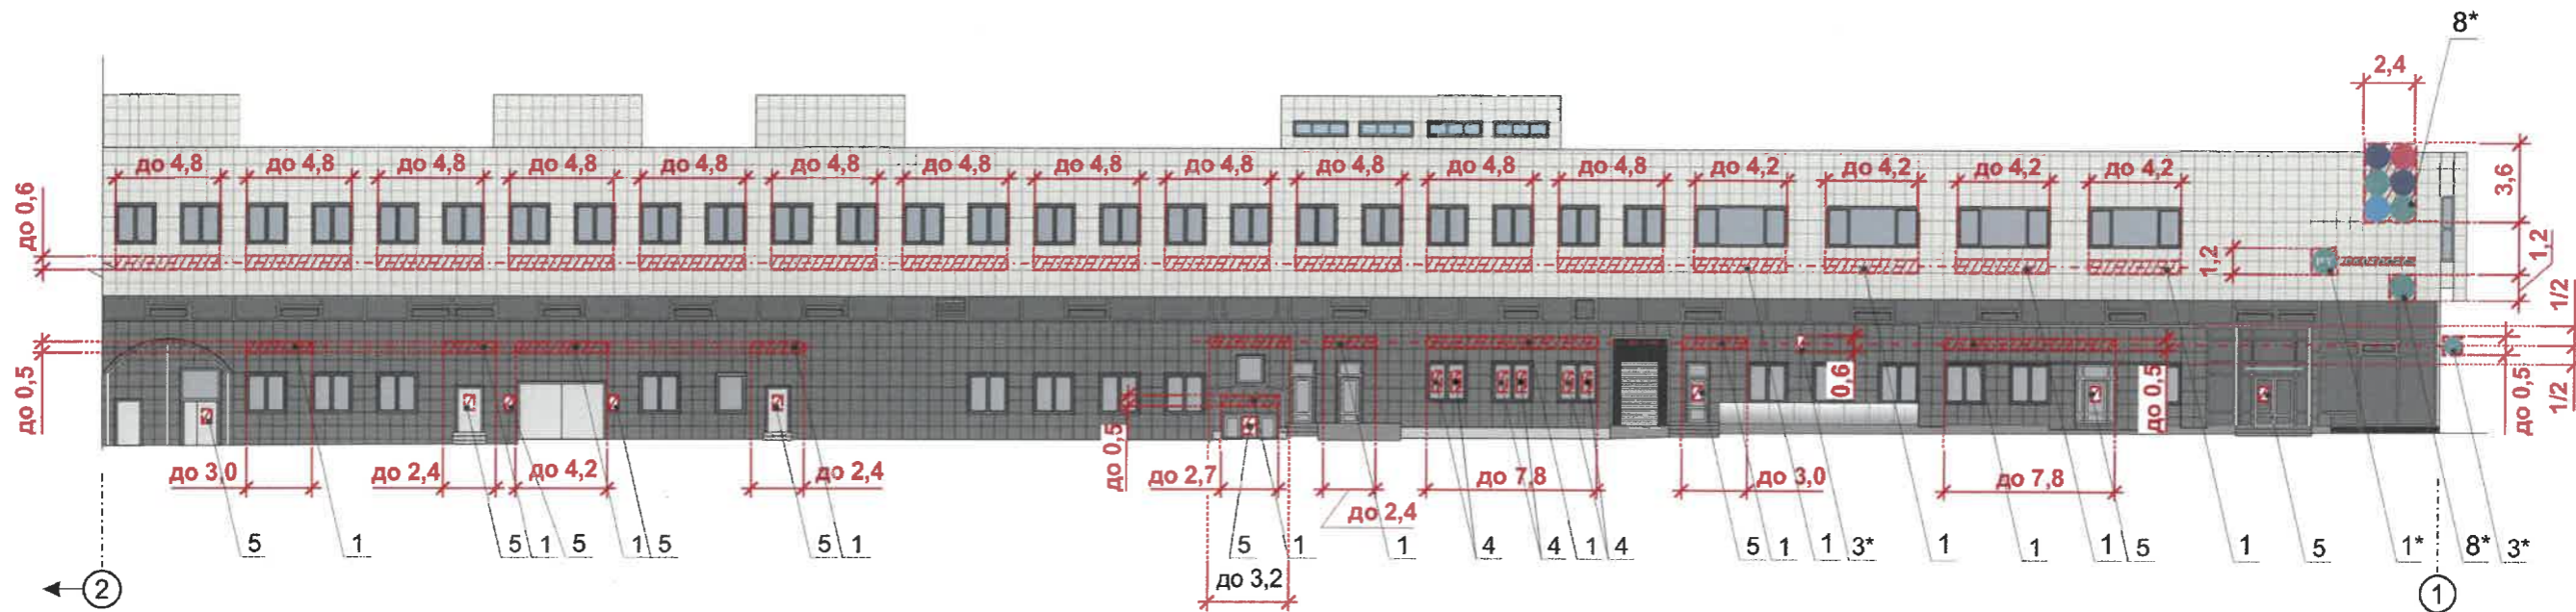 8*
2,4
до 4,8 до 4,8 до 4,8 до 4,8 до 4,8 до 4,8 до 4,8 до 4,8 до 4,8 до 4,8 до 4,8 до 4,8 до 4,2 до 4,2 до 4,2 до 4,2
3,6
до 0,6
1,2
1,2
1/2
до 0,5
0,6
до 0,5
до 0,5
1/2
до 0,5
до 3,0 до 2,4 до 4,2 до 2,4 до 2,7 до 7,8 до 3,0 до 7,8
до 2,4
5 1 5 1 5 1 5 5 1 5 1 1 4 4 1 4 5 1 1 3* 1 1 1 5 1 5 1* 8* 3*
до 3,2
2 1